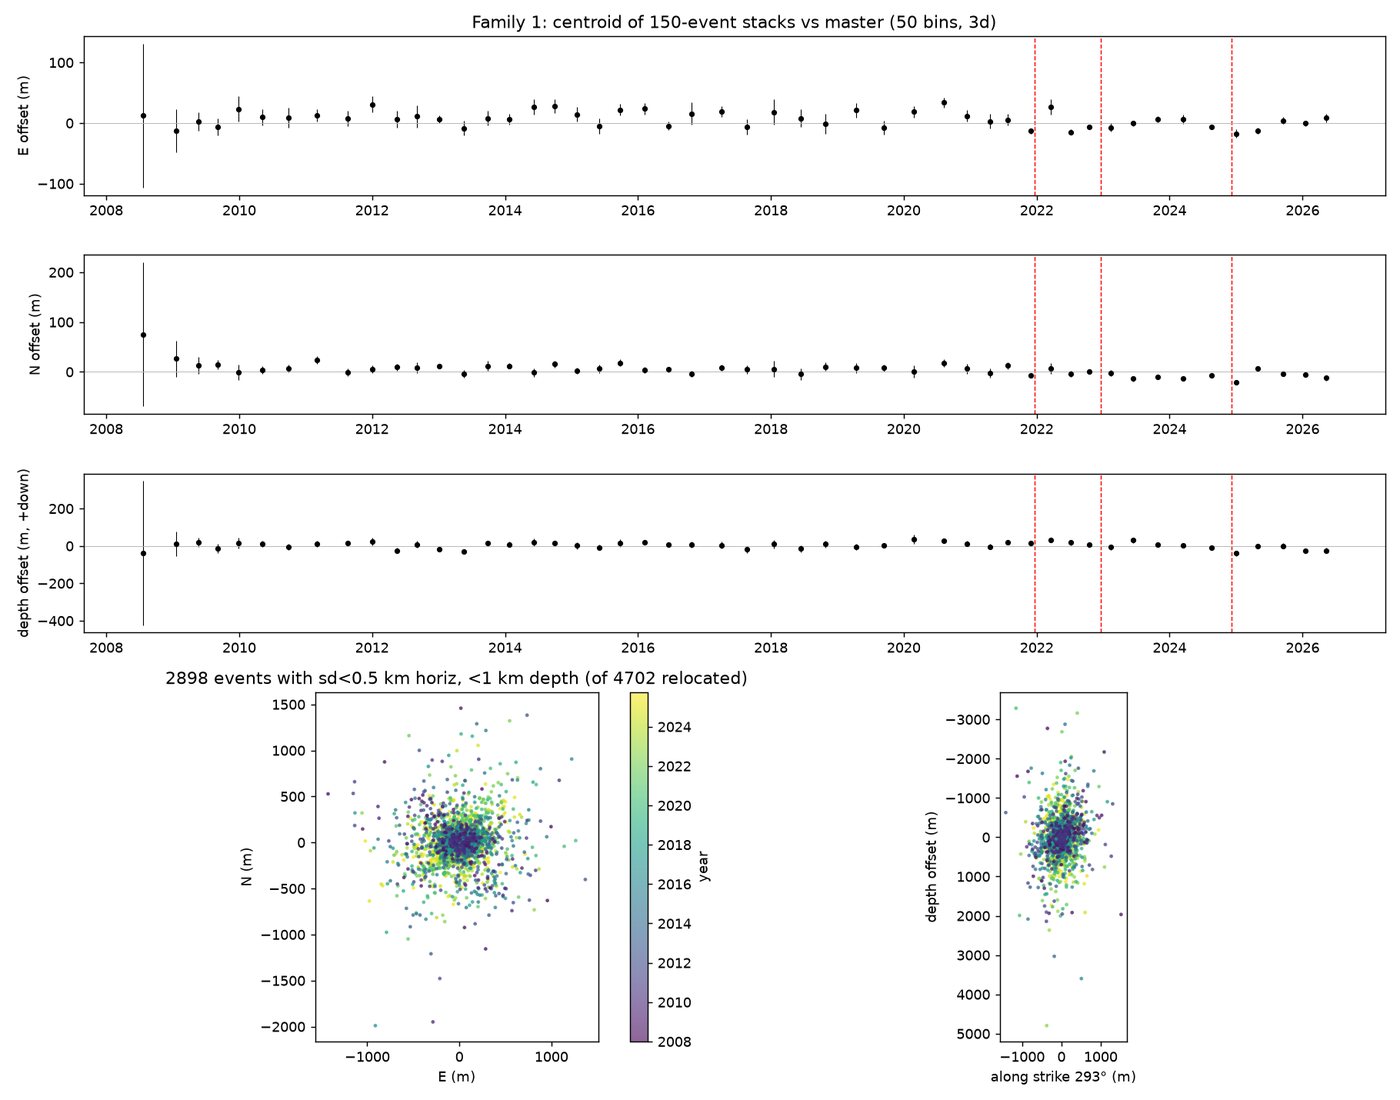 Family 1: centroid of 150-event stacks vs master (50 bins, 3d)
E offset (m)
100
0
−100
2008 2010 2012 2014 2016 2018 2020 2022 2024 2026
N offset (m)
200
100
0
2008 2010 2012 2014 2016 2018 2020 2022 2024 2026
depth offset (m, +down)
200
0
−200
−400
2008 2010 2012 2014 2016 2018 2020 2022 2024 2026
2898 events with sd<0.5 km horiz, <1 km depth (of 4702 relocated)
N (m)
1500
1000
500
0
−500
−1000
−1500
−2000
−1000 0 1000
E (m)
2024
2022
2020
2018
2016
2014
2012
2010
2008
year
depth offset (m)
−3000
−2000
−1000
0
1000
2000
3000
4000
5000
−1000 0 1000
along strike 293° (m)